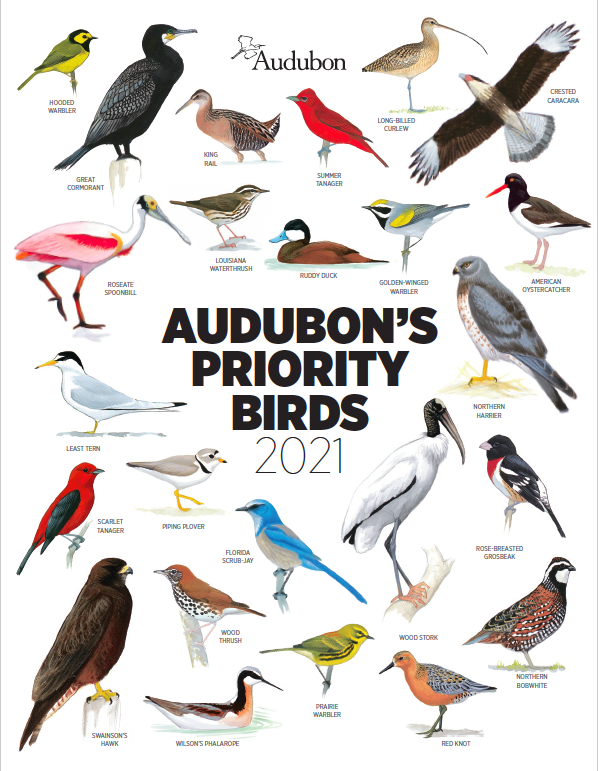 Audubon
HOODED
WARBLER
GREAT
CORMORANT
KING
RAIL
SUMMER
TANAGER
LONG-BILLED
CURLEW
CRESTED
CARACARA
ROSEATE
SPOONBILL
LOUISIANA
WATERTHRUSH
RUDDY DUCK
GOLDEN-WINGED
WARBLER
AMERICAN
OYSTERCATCHER
AUDUBON’S
PRIORITY
BIRDS
2021
NORTHERN
HARRIER
LEAST TERN
SCARLET
TANAGER
PIPING PLOVER
FLORIDA
SCRUB-JAY
ROSE-BREASTED
GROSBEAK
WOOD
THRUSH
WOOD STORK
NORTHERN
BOBWHITE
SWAINSON’S
HAWK
WILSON’S PHALAROPE
PRAIRIE
WARBLER
RED KNOT